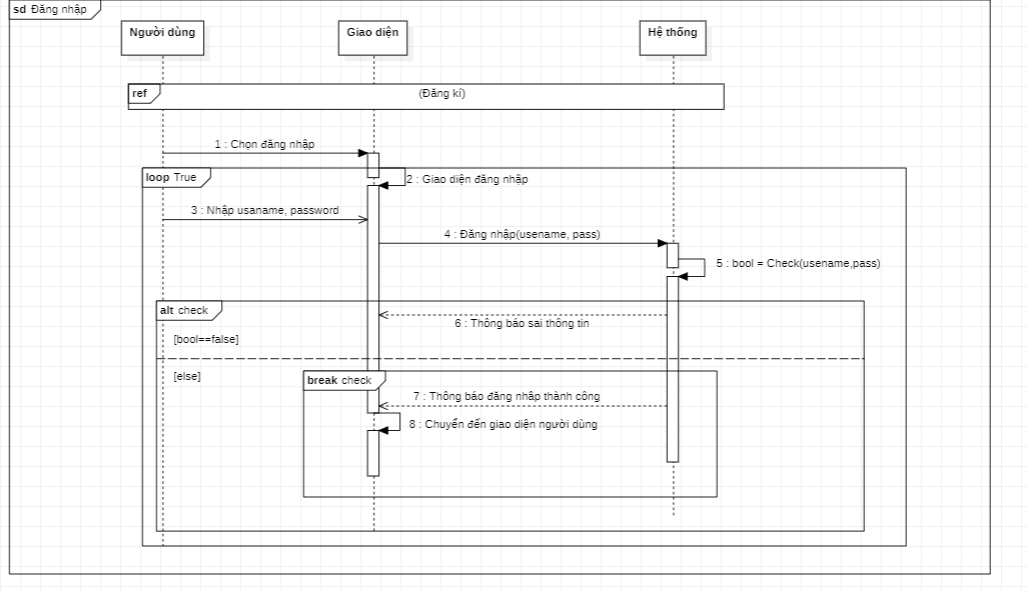 sd Đăng nhập
Người dùng
Giao diện
Hệ thống
ref
(Đăng kí)
1 : Chọn đăng nhập
loop True
2 : Giao diện đăng nhập
3 : Nhập usaname, password
4 : Đăng nhập(usename, pass)
5 : bool = Check(usename,pass)
alt check
6 : Thông báo sai thông tin
[bool==false]
[else]
break check
7 : Thông báo đăng nhâp thành công
8 : Chuyển đến giao diện người dùng